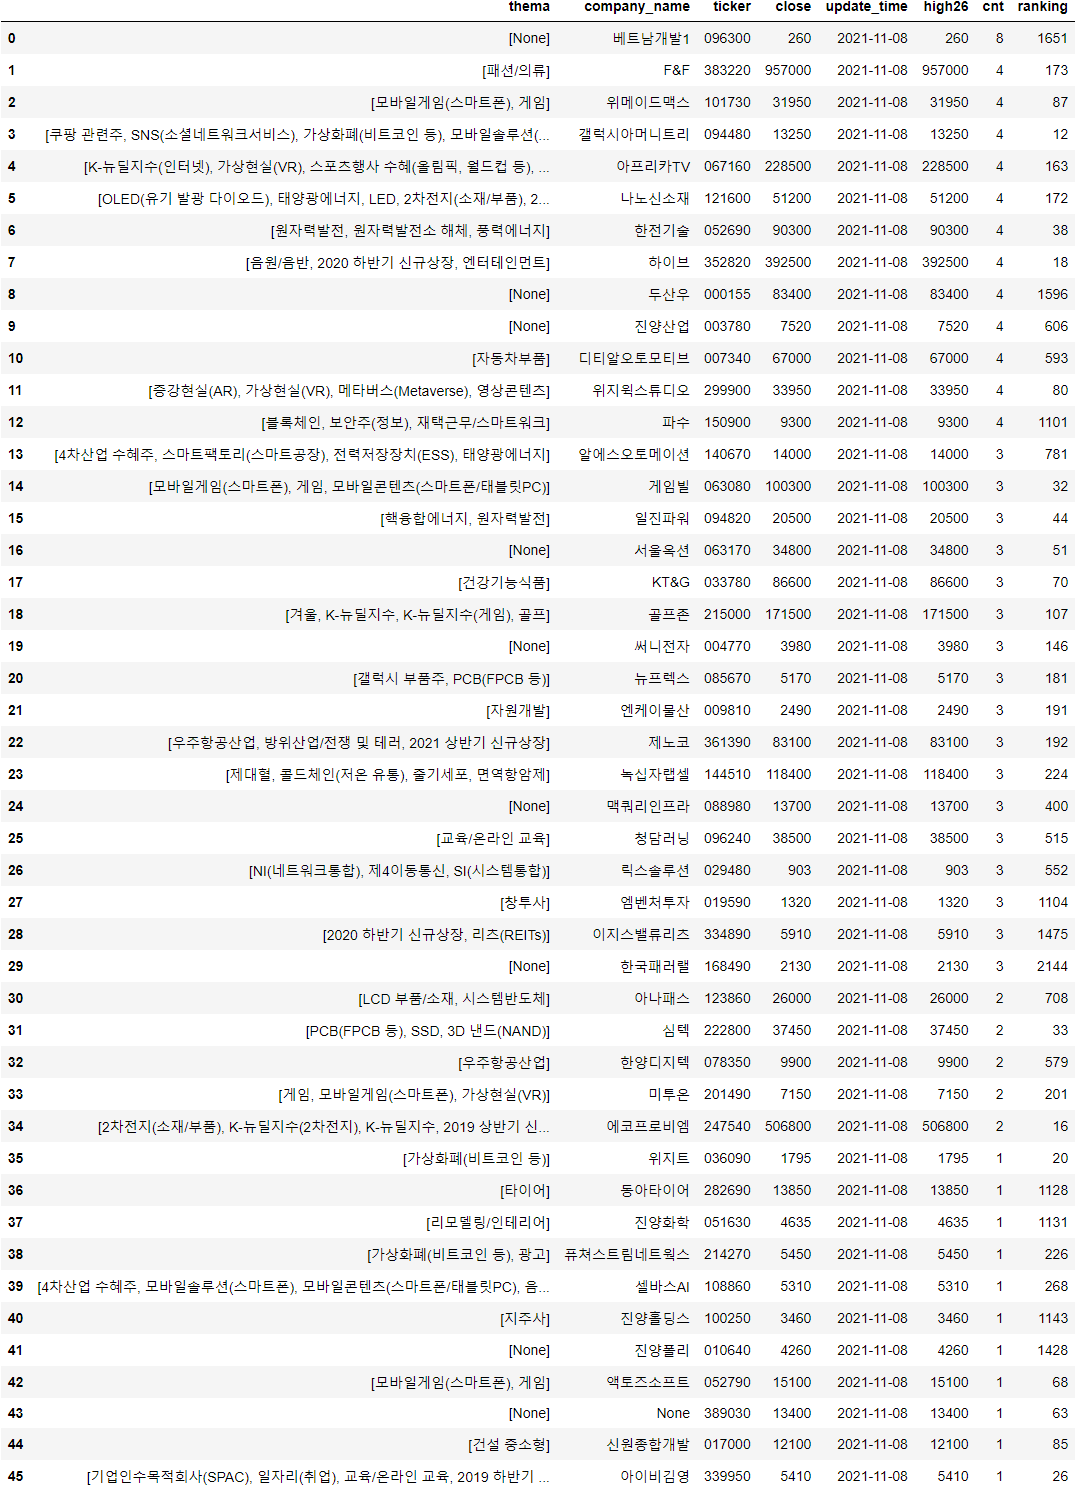 thema company_name ticker close update_time high26 cnt ranking
0 [None] 베트남개발1 096300 260 2021-11-08 260 8 1651
1 [패션/의류] F&F 383220 957000 2021-11-08 957000 4 173
2 [모바일게임(스마트폰), 게임] 위메이드맥스 101730 31950 2021-11-08 31950 4 87
3 [쿠팡 관련주, SNS(소셜네트워크서비스), 가상화폐(비트코인 등), 모바일솔루션(... 갤럭시아머니트리 094480 13250 2021-11-08 13250 4 12
4 [K-뉴딜지수(인터넷), 가상현실(VR), 스포츠행사 수혜(올림픽, 월드컵 등), ... 아프리카TV 067160 228500 2021-11-08 228500 4 163
5 [OLED(유기 발광 다이오드), 태양광에너지, LED, 2차전지(소재/부품), 2... 나노신소재 121600 51200 2021-11-08 51200 4 172
6 [원자력발전, 원자력발전소 해체, 풍력에너지] 한전기술 052690 90300 2021-11-08 90300 4 38
7 [음원/음반, 2020 하반기 신규상장, 엔터테인먼트] 하이브 352820 392500 2021-11-08 392500 4 18
8 [None] 두산우 000155 83400 2021-11-08 83400 4 1596
9 [None] 진양산업 003780 7520 2021-11-08 7520 4 606
10 [자동차부품] 디티알오토모티브 007340 67000 2021-11-08 67000 4 593
11 [증강현실(AR), 가상현실(VR), 메타버스(Metaverse), 영상콘텐츠] 위지윅스튜디오 299900 33950 2021-11-08 33950 4 80
12 [블록체인, 보안주(정보), 재택근무/스마트워크] 파수 150900 9300 2021-11-08 9300 4 1101
13 [4차산업 수혜주, 스마트팩토리(스마트공장), 전력저장장치(ESS), 태양광에너지] 알에스오토메이션 140670 14000 2021-11-08 14000 3 781
14 [모바일게임(스마트폰), 게임, 모바일콘텐츠(스마트폰/태블릿PC)] 게임빌 063080 100300 2021-11-08 100300 3 32
15 [핵융합에너지, 원자력발전] 일진파워 094820 20500 2021-11-08 20500 3 44
16 [None] 서울옥션 063170 34800 2021-11-08 34800 3 51
17 [건강기능식품] KT&G 033780 86600 2021-11-08 86600 3 70
18 [겨울, K-뉴딜지수, K-뉴딜지수(게임), 골프] 골프존 215000 171500 2021-11-08 171500 3 107
19 [None] 써니전자 004770 3980 2021-11-08 3980 3 146
20 [갤럭시 부품주, PCB(FPCB 등)] 뉴프렉스 085670 5170 2021-11-08 5170 3 181
21 [자원개발] 엔케이물산 009810 2490 2021-11-08 2490 3 191
22 [우주항공산업, 방위산업/전쟁 및 테러, 2021 상반기 신규상장] 제노코 361390 83100 2021-11-08 83100 3 192
23 [제대혈, 콜드체인(저온 유통), 줄기세포, 면역항암제] 녹십자랩셀 144510 118400 2021-11-08 118400 3 224
24 [None] 맥쿼리인프라 088980 13700 2021-11-08 13700 3 400
25 [교육/온라인 교육] 청담러닝 096240 38500 2021-11-08 38500 3 515
26 [NI(네트워크통합), 제4이동통신, SI(시스템통합)] 릭스솔루션 029480 903 2021-11-08 903 3 552
27 [창투사] 엠벤처투자 019590 1320 2021-11-08 1320 3 1104
28 [2020 하반기 신규상장, 리츠(REITs)] 이지스밸류리츠 334890 5910 2021-11-08 5910 3 1475
29 [None] 한국패러랠 168490 2130 2021-11-08 2130 3 2144
30 [LCD 부품/소재, 시스템반도체] 아나패스 123860 26000 2021-11-08 26000 2 708
31 [PCB(FPCB 등), SSD, 3D 낸드(NAND)] 심텍 222800 37450 2021-11-08 37450 2 33
32 [우주항공산업] 한양디지텍 078350 9900 2021-11-08 9900 2 579
33 [게임, 모바일게임(스마트폰), 가상현실(VR)] 미투온 201490 7150 2021-11-08 7150 2 201
34 [2차전지(소재/부품), K-뉴딜지수(2차전지), K-뉴딜지수, 2019 상반기 신... 에코프로비엠 247540 506800 2021-11-08 506800 2 16
35 [가상화폐(비트코인 등)] 위지트 036090 1795 2021-11-08 1795 1 20
36 [타이어] 동아타이어 282690 13850 2021-11-08 13850 1 1128
37 [리모델링/인테리어] 진양화학 051630 4635 2021-11-08 4635 1 1131
38 [가상화폐(비트코인 등), 광고] 퓨쳐스트림네트웍스 214270 5450 2021-11-08 5450 1 226
39 [4차산업 수혜주, 모바일솔루션(스마트폰), 모바일콘텐츠(스마트폰/태블릿PC), 음... 셀바스AI 108860 5310 2021-11-08 5310 1 268
40 [지주사] 진양홀딩스 100250 3460 2021-11-08 3460 1 1143
41 [None] 진양폴리 010640 4260 2021-11-08 4260 1 1428
42 [모바일게임(스마트폰), 게임] 액토즈소프트 052790 15100 2021-11-08 15100 1 68
43 [None] None 389030 13400 2021-11-08 13400 1 63
44 [건설 중소형] 신원종합개발 017000 12100 2021-11-08 12100 1 85
45 [기업인수목적회사(SPAC), 일자리(취업), 교육/온라인 교육, 2019 하반기 ... 아이비김영 339950 5410 2021-11-08 5410 1 26